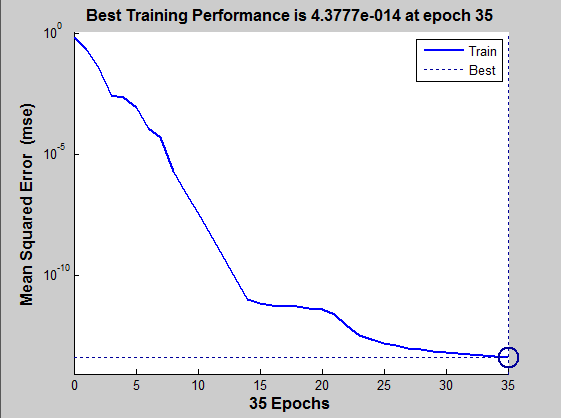 Best Training Performance is 4.3777e-014 at epoch 35
Train
Best
Mean Squared Error (mse)
10^0
10^-5
10^-10
0 5 10 15 20 25 30 35
35 Epochs